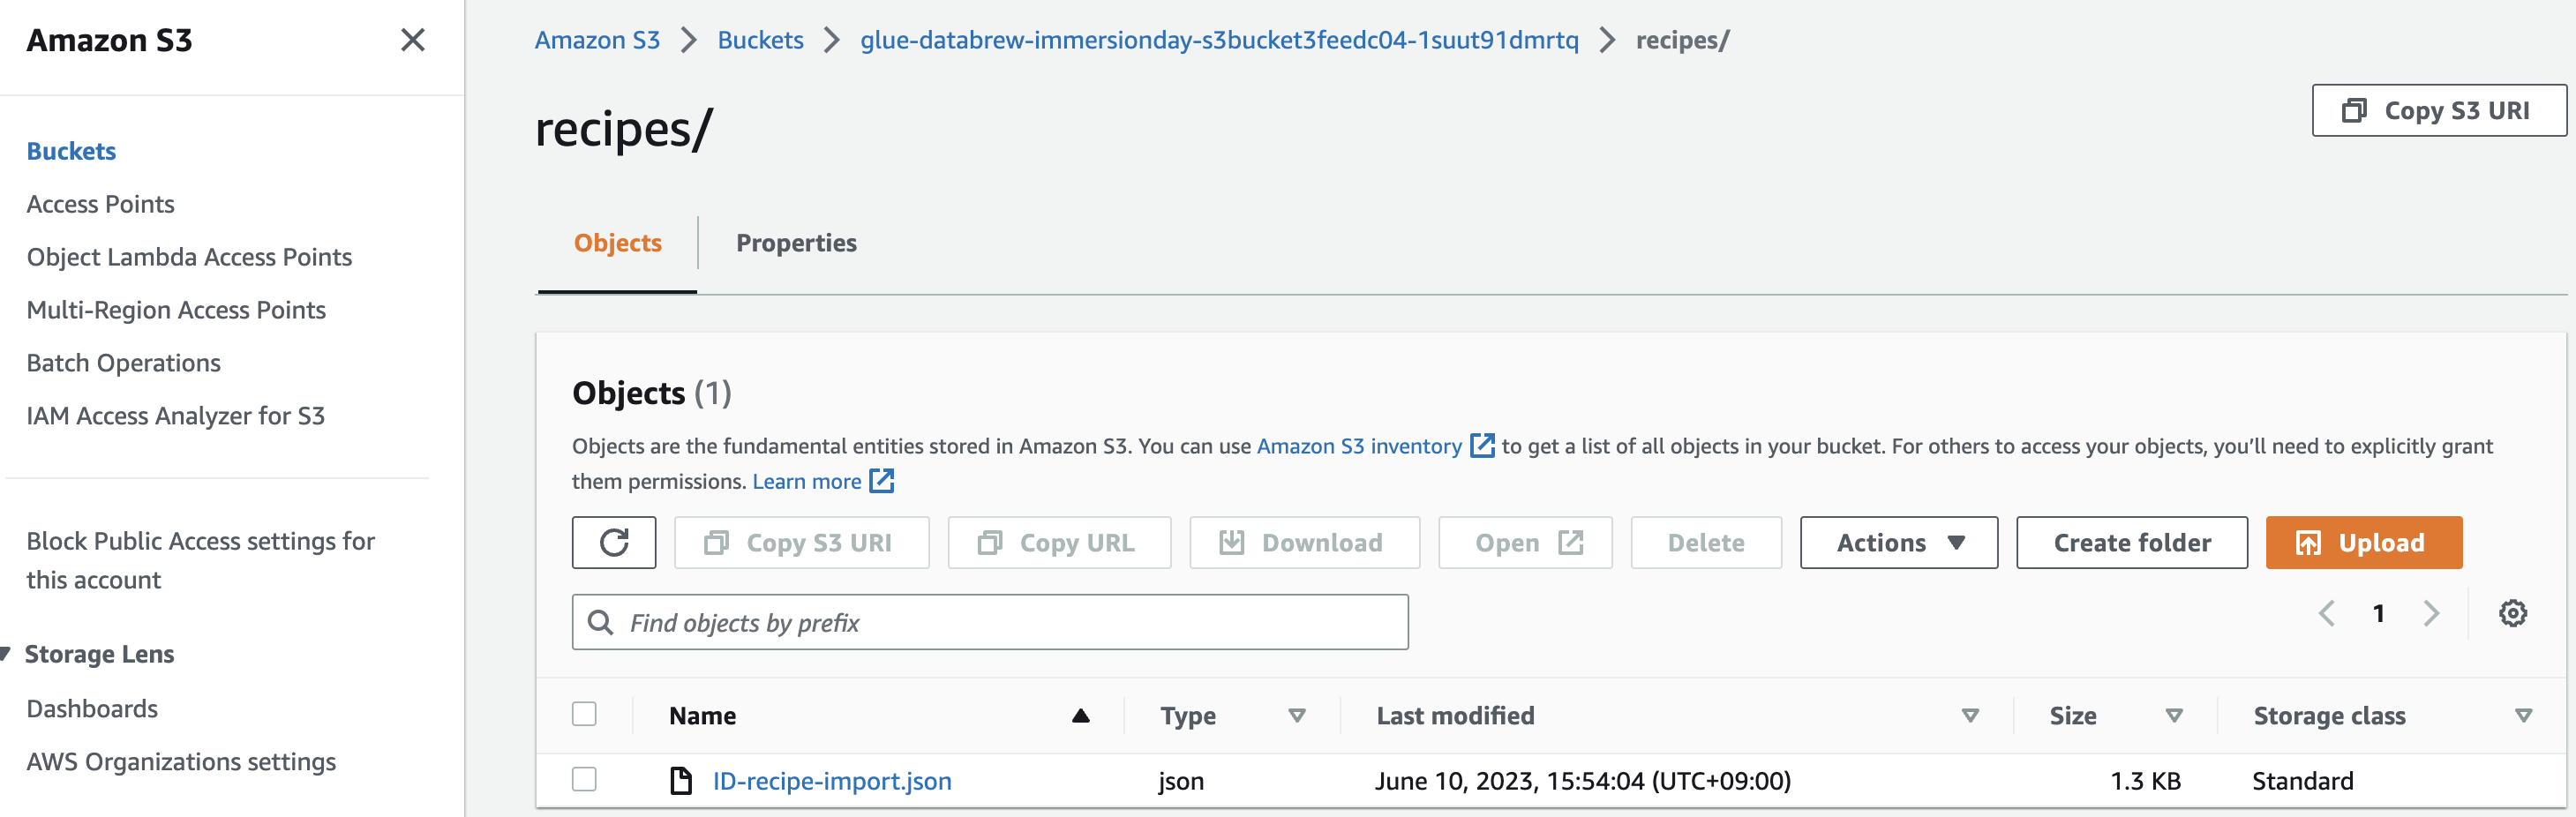 Amazon S3
Buckets
Access Points
Object Lambda Access Points
Multi-Region Access Points
Batch Operations
IAM Access Analyzer for S3
Block Public Access settings for
this account
Storage Lens
Dashboards
AWS Organizations settings
Amazon S3 Buckets glue-databrew-immersionday-s3bucket3feedc04-1suut91dmrtq recipes/
recipes/
Copy S3 URI
Objects Properties
Objects (1)
Objects are the fundamental entities stored in Amazon S3. You can use Amazon S3 inventory to get a list of all objects in your bucket. For others to access your objects, you’ll need to explicitly grant
them permissions. Learn more
Copy S3 URI Copy URL Download Open Delete Actions Create folder Upload
Find objects by prefix 1
Name Type Last modified Size Storage class
ID-recipe-import.json json June 10, 2023, 15:54:04 (UTC+09:00) 1.3 KB Standard